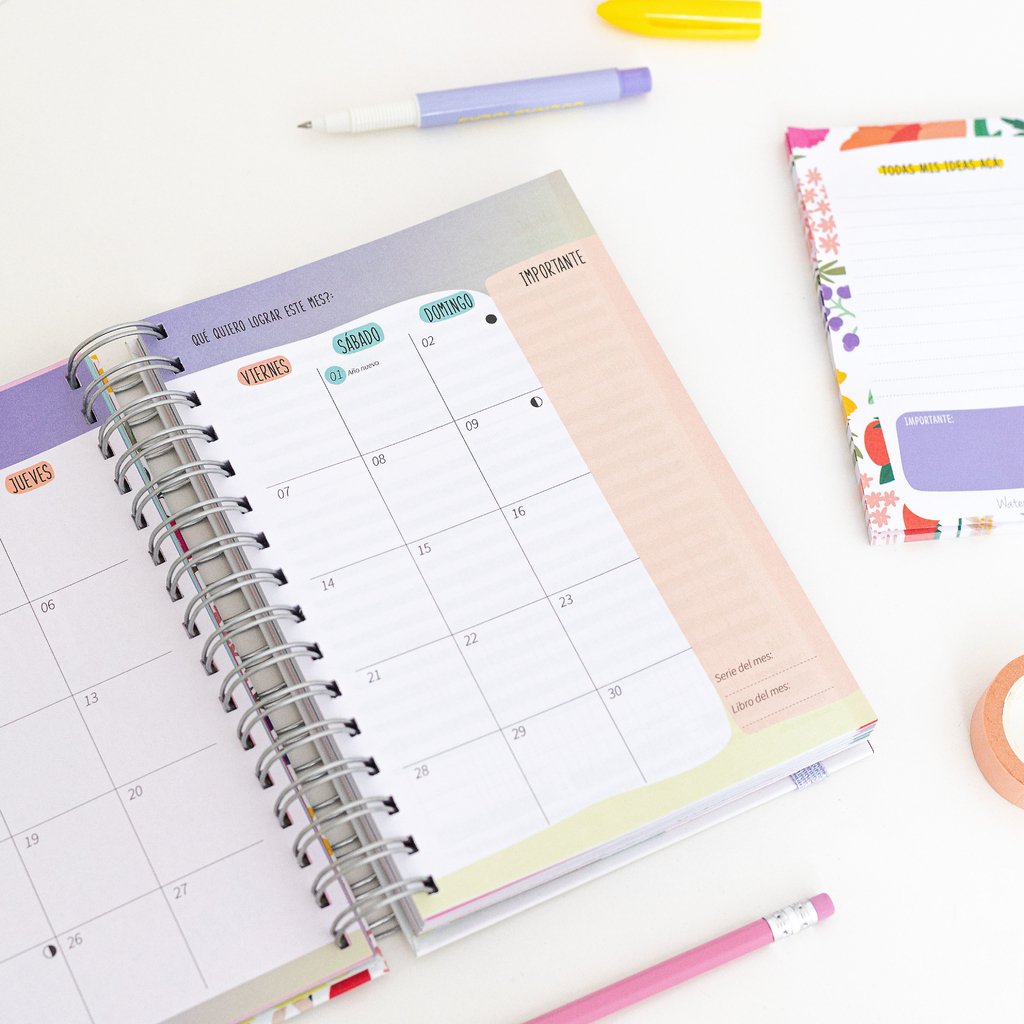 QUÉ QUIERO LOGRAR ESTE MES?:
JUEVES
06
13
19
20
26
27
VIERNES
SÁBADO
DOMINGO
01 Año nuevo
02
07
08
09
14
15
16
21
22
23
28
29
30
IMPORTANTE
Serie del mes:
Libro del mes:
TODAS MIS IDEAS ACÁ
IMPORTANTE: